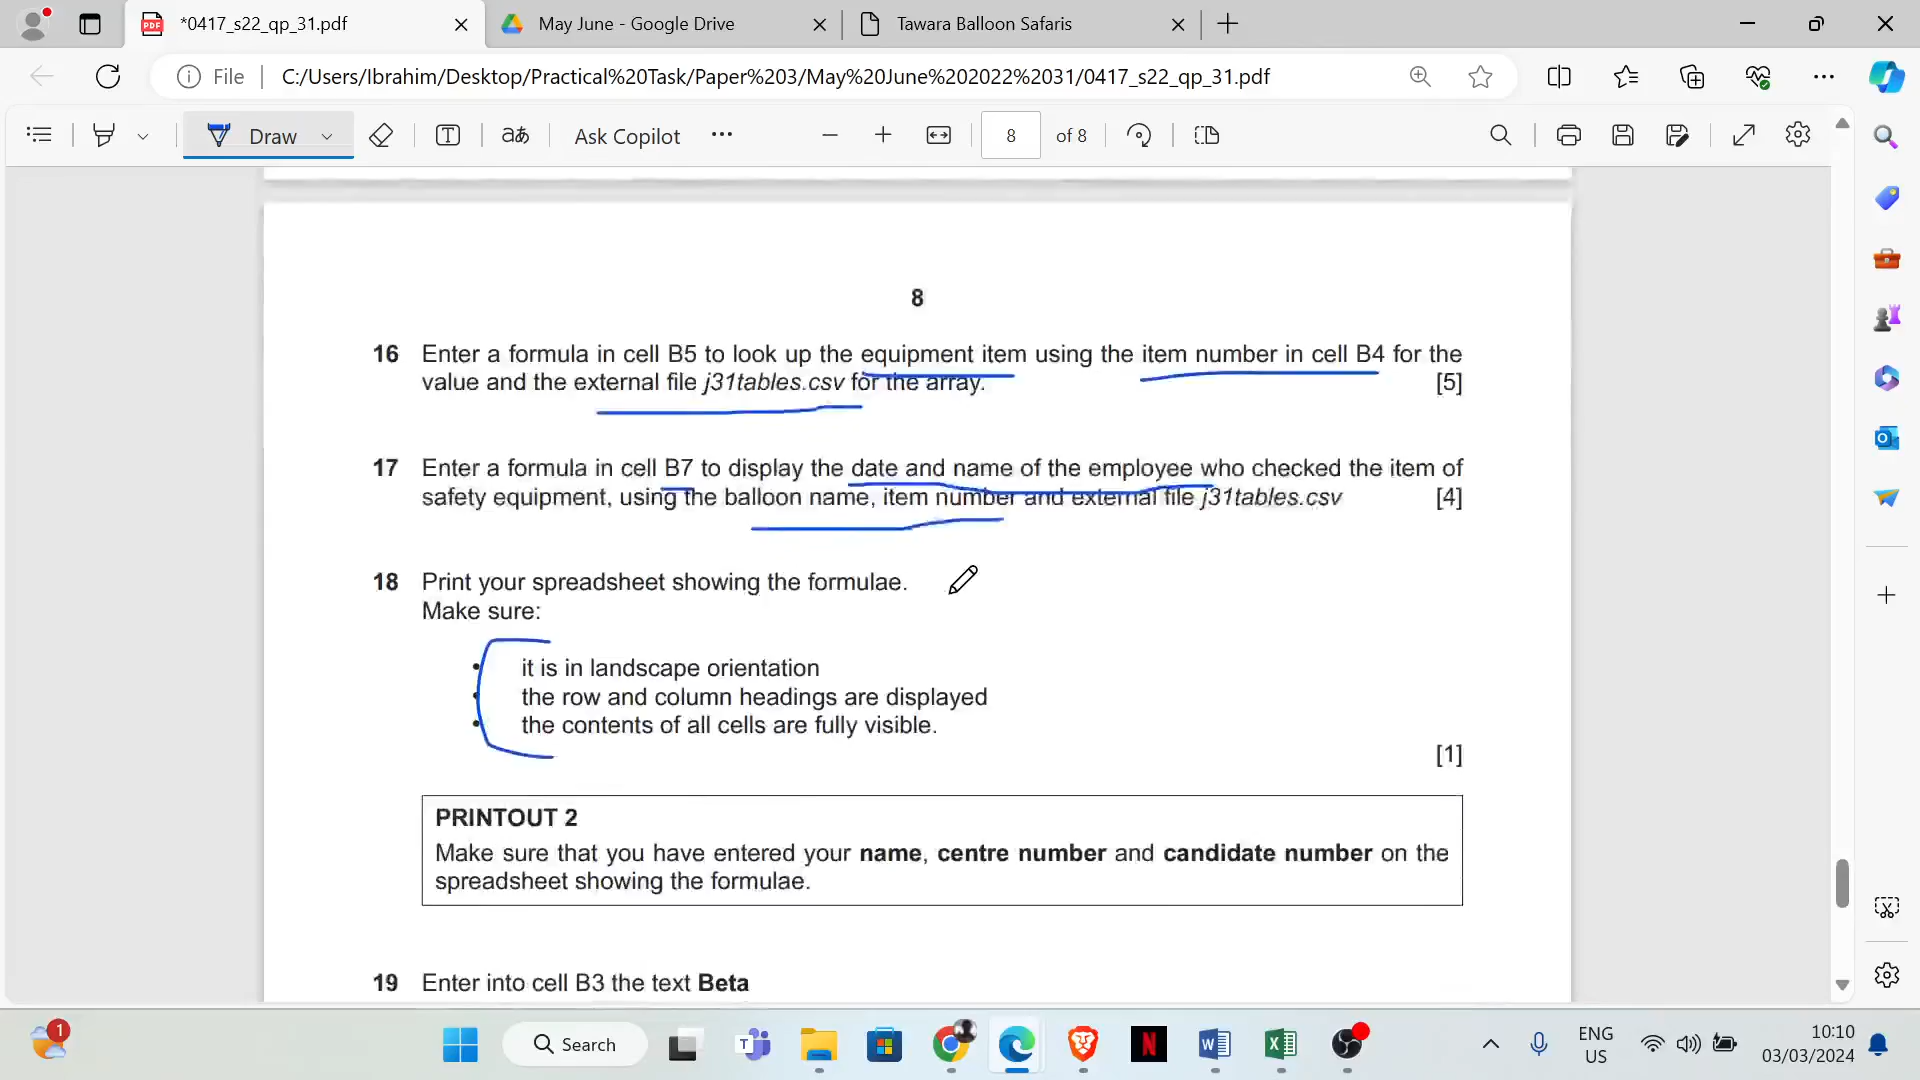 *0417_s22_qp_31.pdf
May June - Google Drive
Tawara Balloon Safaris
File
C:/Users/Ibrahim/Desktop/Practical%20Task/Paper%203/May%20June%202022%2031/0417_s22_qp_31.pdf
Draw
aあ
Ask Copilot
8
of 8
8
16 Enter a formula in cell B5 to look up the equipment item using the item number in cell B4 for the
value and the external file j31tables.csv for the array. [5]
17 Enter a formula in cell B7 to display the date and name of the employee who checked the item of
safety equipment, using the balloon name, item number and external file j31tables.csv [4]
18 Print your spreadsheet showing the formulae.
Make sure:
• it is in landscape orientation
• the row and column headings are displayed
• the contents of all cells are fully visible.
[1]
PRINTOUT 2
Make sure that you have entered your name, centre number and candidate number on the
spreadsheet showing the formulae.
19 Enter into cell B3 the text Beta
1
Search
ENG
US
10:10
03/03/2024